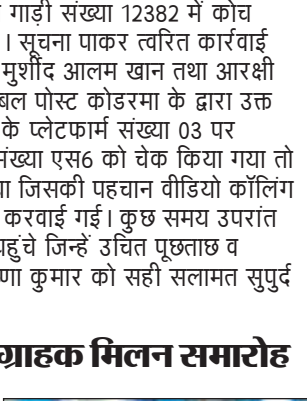 गाड़ी संख्या 12382 में कोच
। सूचना पाकर त्वरित कार्रवाई
मुर्शीद आलम खान तथा आरक्षी
बल पोस्ट कोडरमा के द्वारा उक्त
के प्लेटफार्म संख्या 03 पर
संख्या एस6 को चेक किया गया तो
जिसकी पहचान वीडियो कॉलिंग
करवाई गई। कुछ समय उपरांत
पहुंचे जिन्हें उचित पूछताछ व
कुमार को सही सलामत सुपुर्द
ग्राहक मिलन समारोह